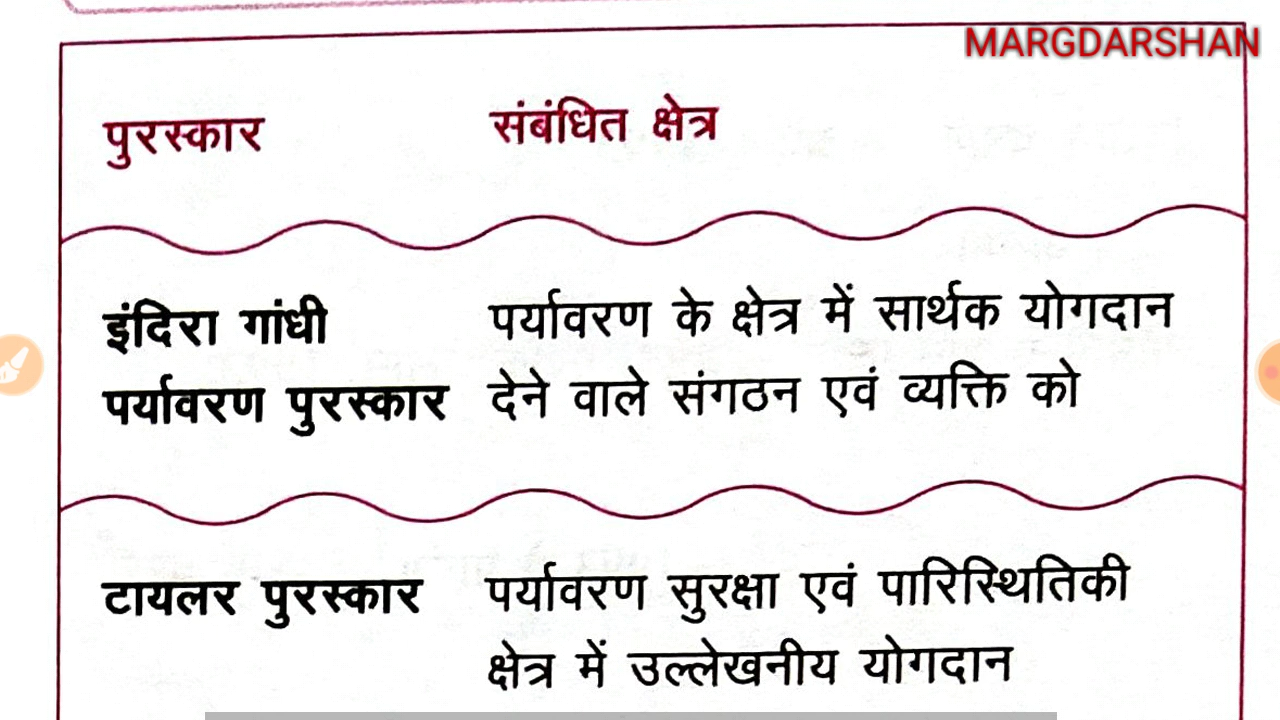 MARGDARSHAN
पुरस्कार संबंधित क्षेत्र
इंदिरा गांधी पर्यावरण के क्षेत्र में सार्थक योगदान
पर्यावरण पुरस्कार देने वाले संगठन एवं व्यक्ति को
टायलर पुरस्कार पर्यावरण सुरक्षा एवं पारिस्थितिकी
क्षेत्र में उल्लेखनीय योगदान